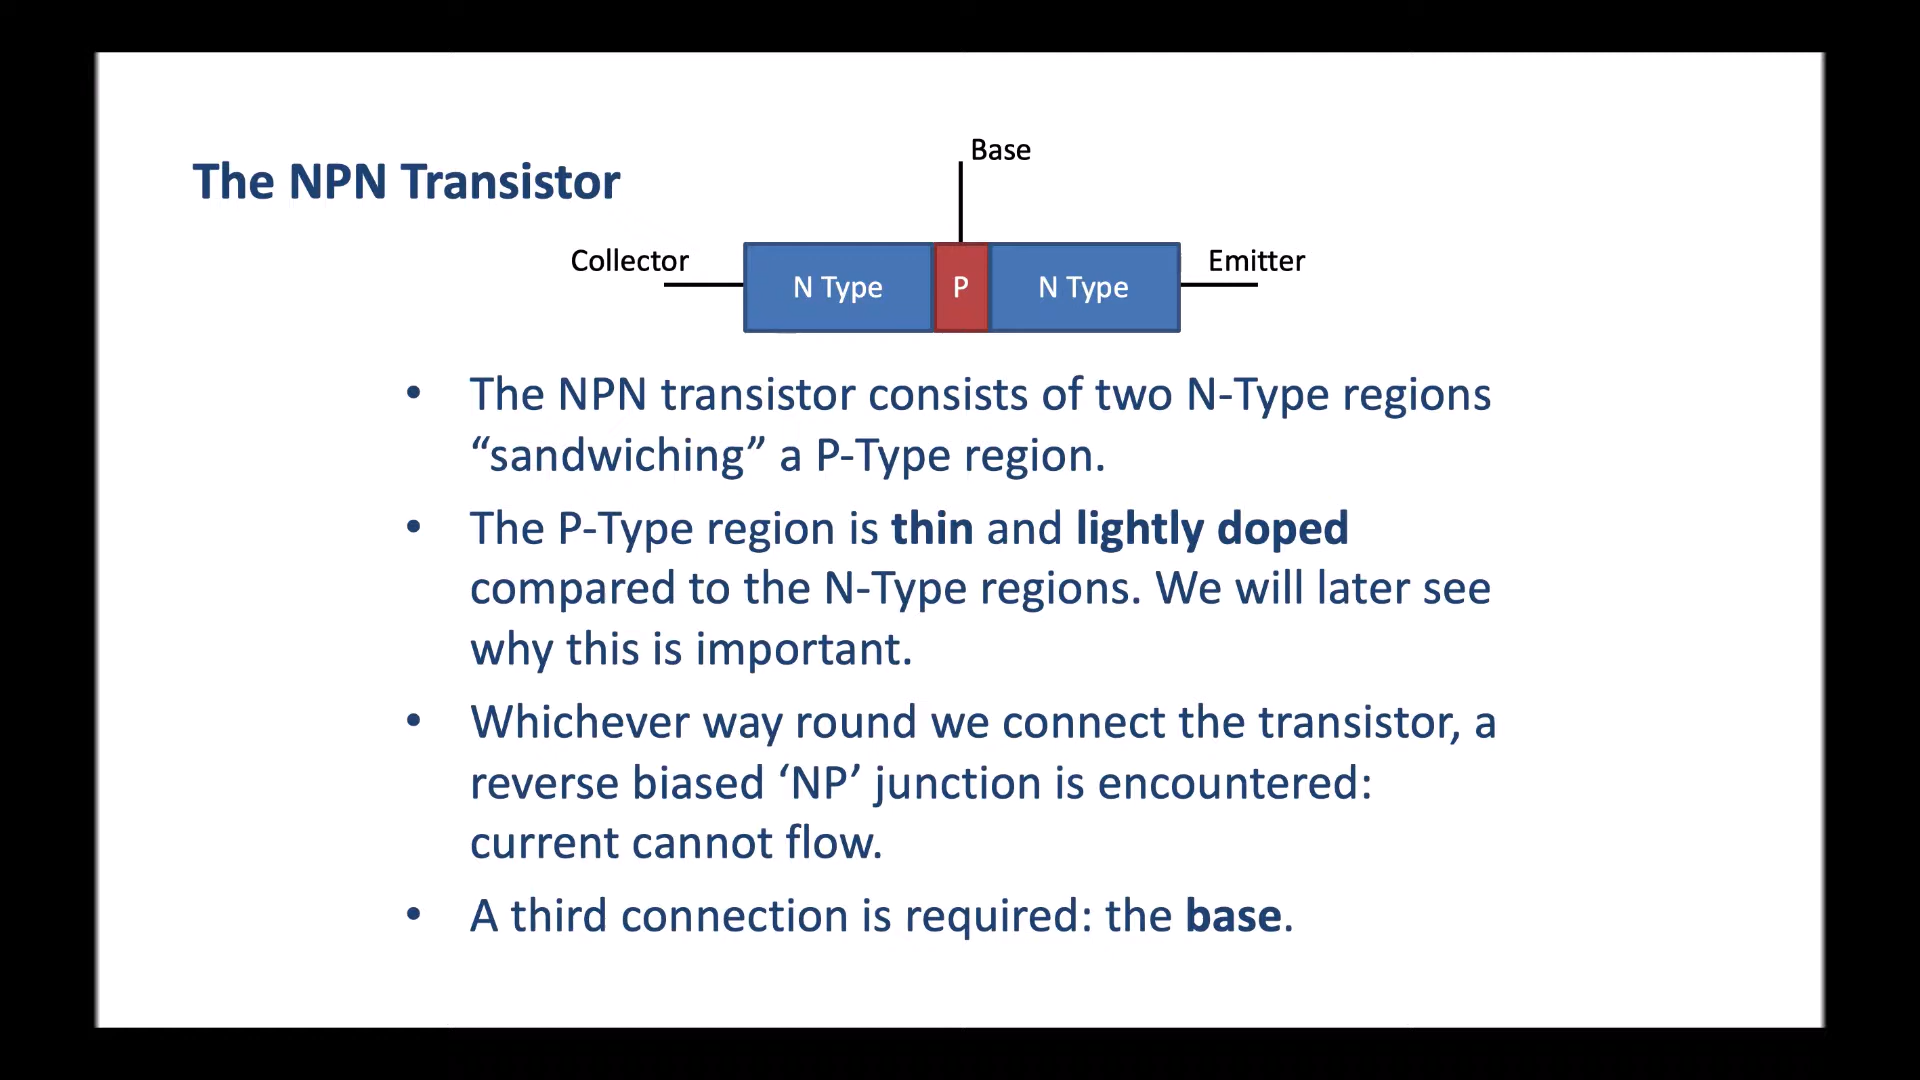 Base
The NPN Transistor
Collector
Emitter
N Type
P
N Type
• The NPN transistor consists of two N-Type regions
“sandwiching” a P-Type region.
• The P-Type region is thin and lightly doped
compared to the N-Type regions. We will later see
why this is important.
• Whichever way round we connect the transistor, a
reverse biased ‘NP’ junction is encountered:
current cannot flow.
• A third connection is required: the base.